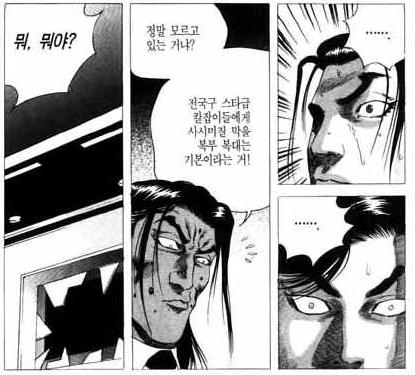 뭐, 뭐야?
정말 모르고
있는 거냐?
전국구 스타급
칼잡이들에게
사시미질 막을
복부 복대는
기본이라는 거!
……,
……,